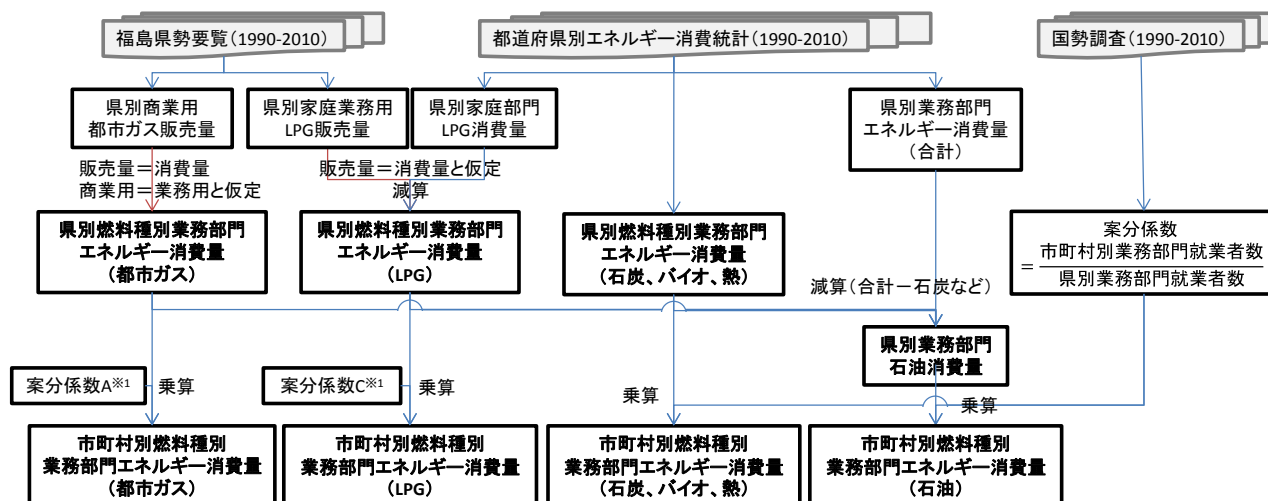 福島県勢要覧(1990-2010)
都道府県別エネルギー消費統計(1990-2010)
国勢調査(1990-2010)
県別商業用
都市ガス販売量
県別家庭業務用
LPG販売量
県別家庭部門
LPG消費量
県別業務部門
エネルギー消費量
(合計)
販売量=消費量
商業用=業務用と仮定
販売量=消費量と仮定
減算
県別燃料種別業務部門
エネルギー消費量
(都市ガス)
県別燃料種別業務部門
エネルギー消費量
(LPG)
県別燃料種別業務部門
エネルギー消費量
(石炭、バイオ、熱)
案分係数
=市町村別業務部門就業者数
県別業務部門就業者数
減算(合計-石炭など)
県別業務部門
石油消費量
案分係数A※1
乗算
案分係数C※1
乗算
乗算
乗算
市町村別燃料種別
業務部門エネルギー消費量
(都市ガス)
市町村別燃料種別
業務部門エネルギー消費量
(LPG)
市町村別燃料種別
業務部門エネルギー消費量
(石炭、バイオ、熱)
市町村別燃料種別
業務部門エネルギー消費量
(石油)